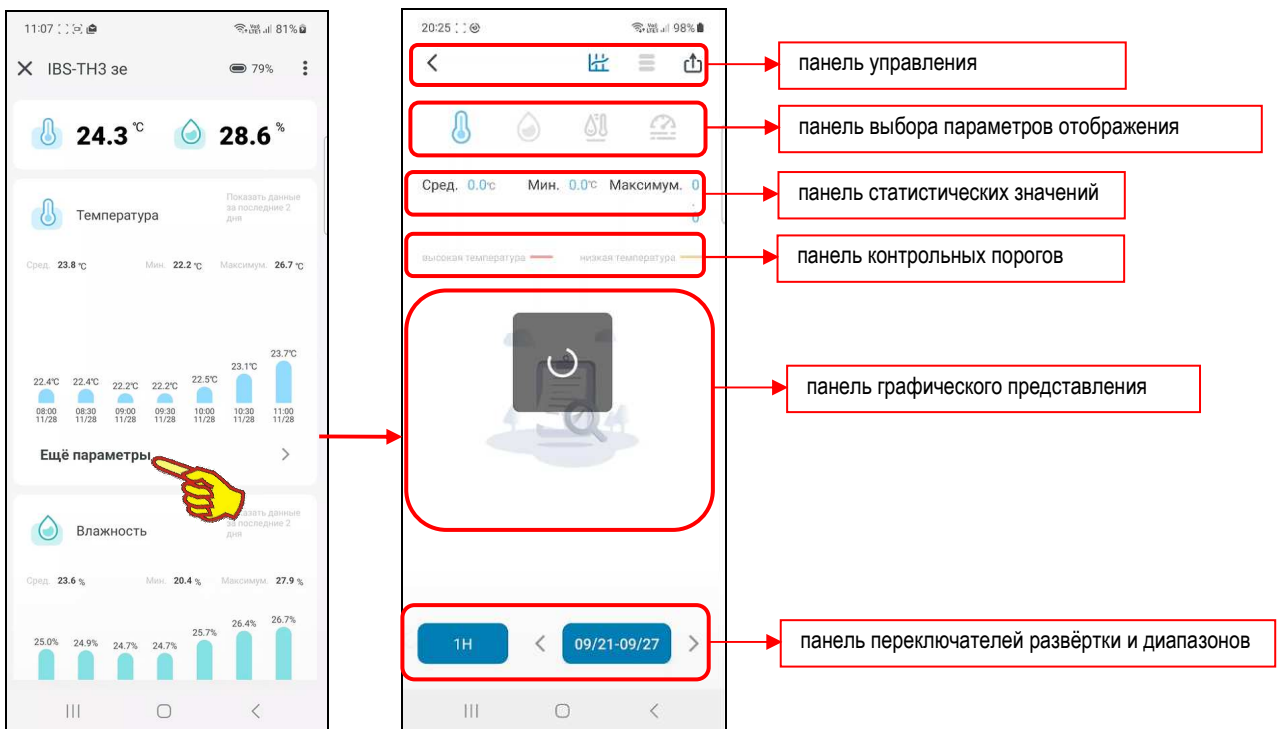 11:07
81%
IBS-TH3 зе
79%
24.3 °C
28.6 %
Температура
Показать данные
за последние 2
дня
Сред. 23.8 °C Мин. 22.2 °C Максимум. 26.7 °C
22.4°C 22.4°C 22.2°C 22.2°C 22.5°C 23.1°C 23.7°C
08:00 08:30 09:00 09:30 10:00 10:30 11:00
11/28 11/28 11/28 11/28 11/28 11/28 11/28
Ещё параметры
Влажность
данные
за последние 2
дня
Сред. 23.6 % Мин. 20.4 % Максимум. 27.9 %
25.0% 24.9% 24.7% 24.7% 25.7% 26.4% 26.7%
20:25
98%
Сред. 0.0°C Мин. 0.0°C Максимум. 0
.
0
высокая температура
низкая температура
1H
09/21-09/27
панель управления
панель выбора параметров отображения
панель статистических значений
панель контрольных порогов
панель графического представления
панель переключателей развёртки и диапазонов